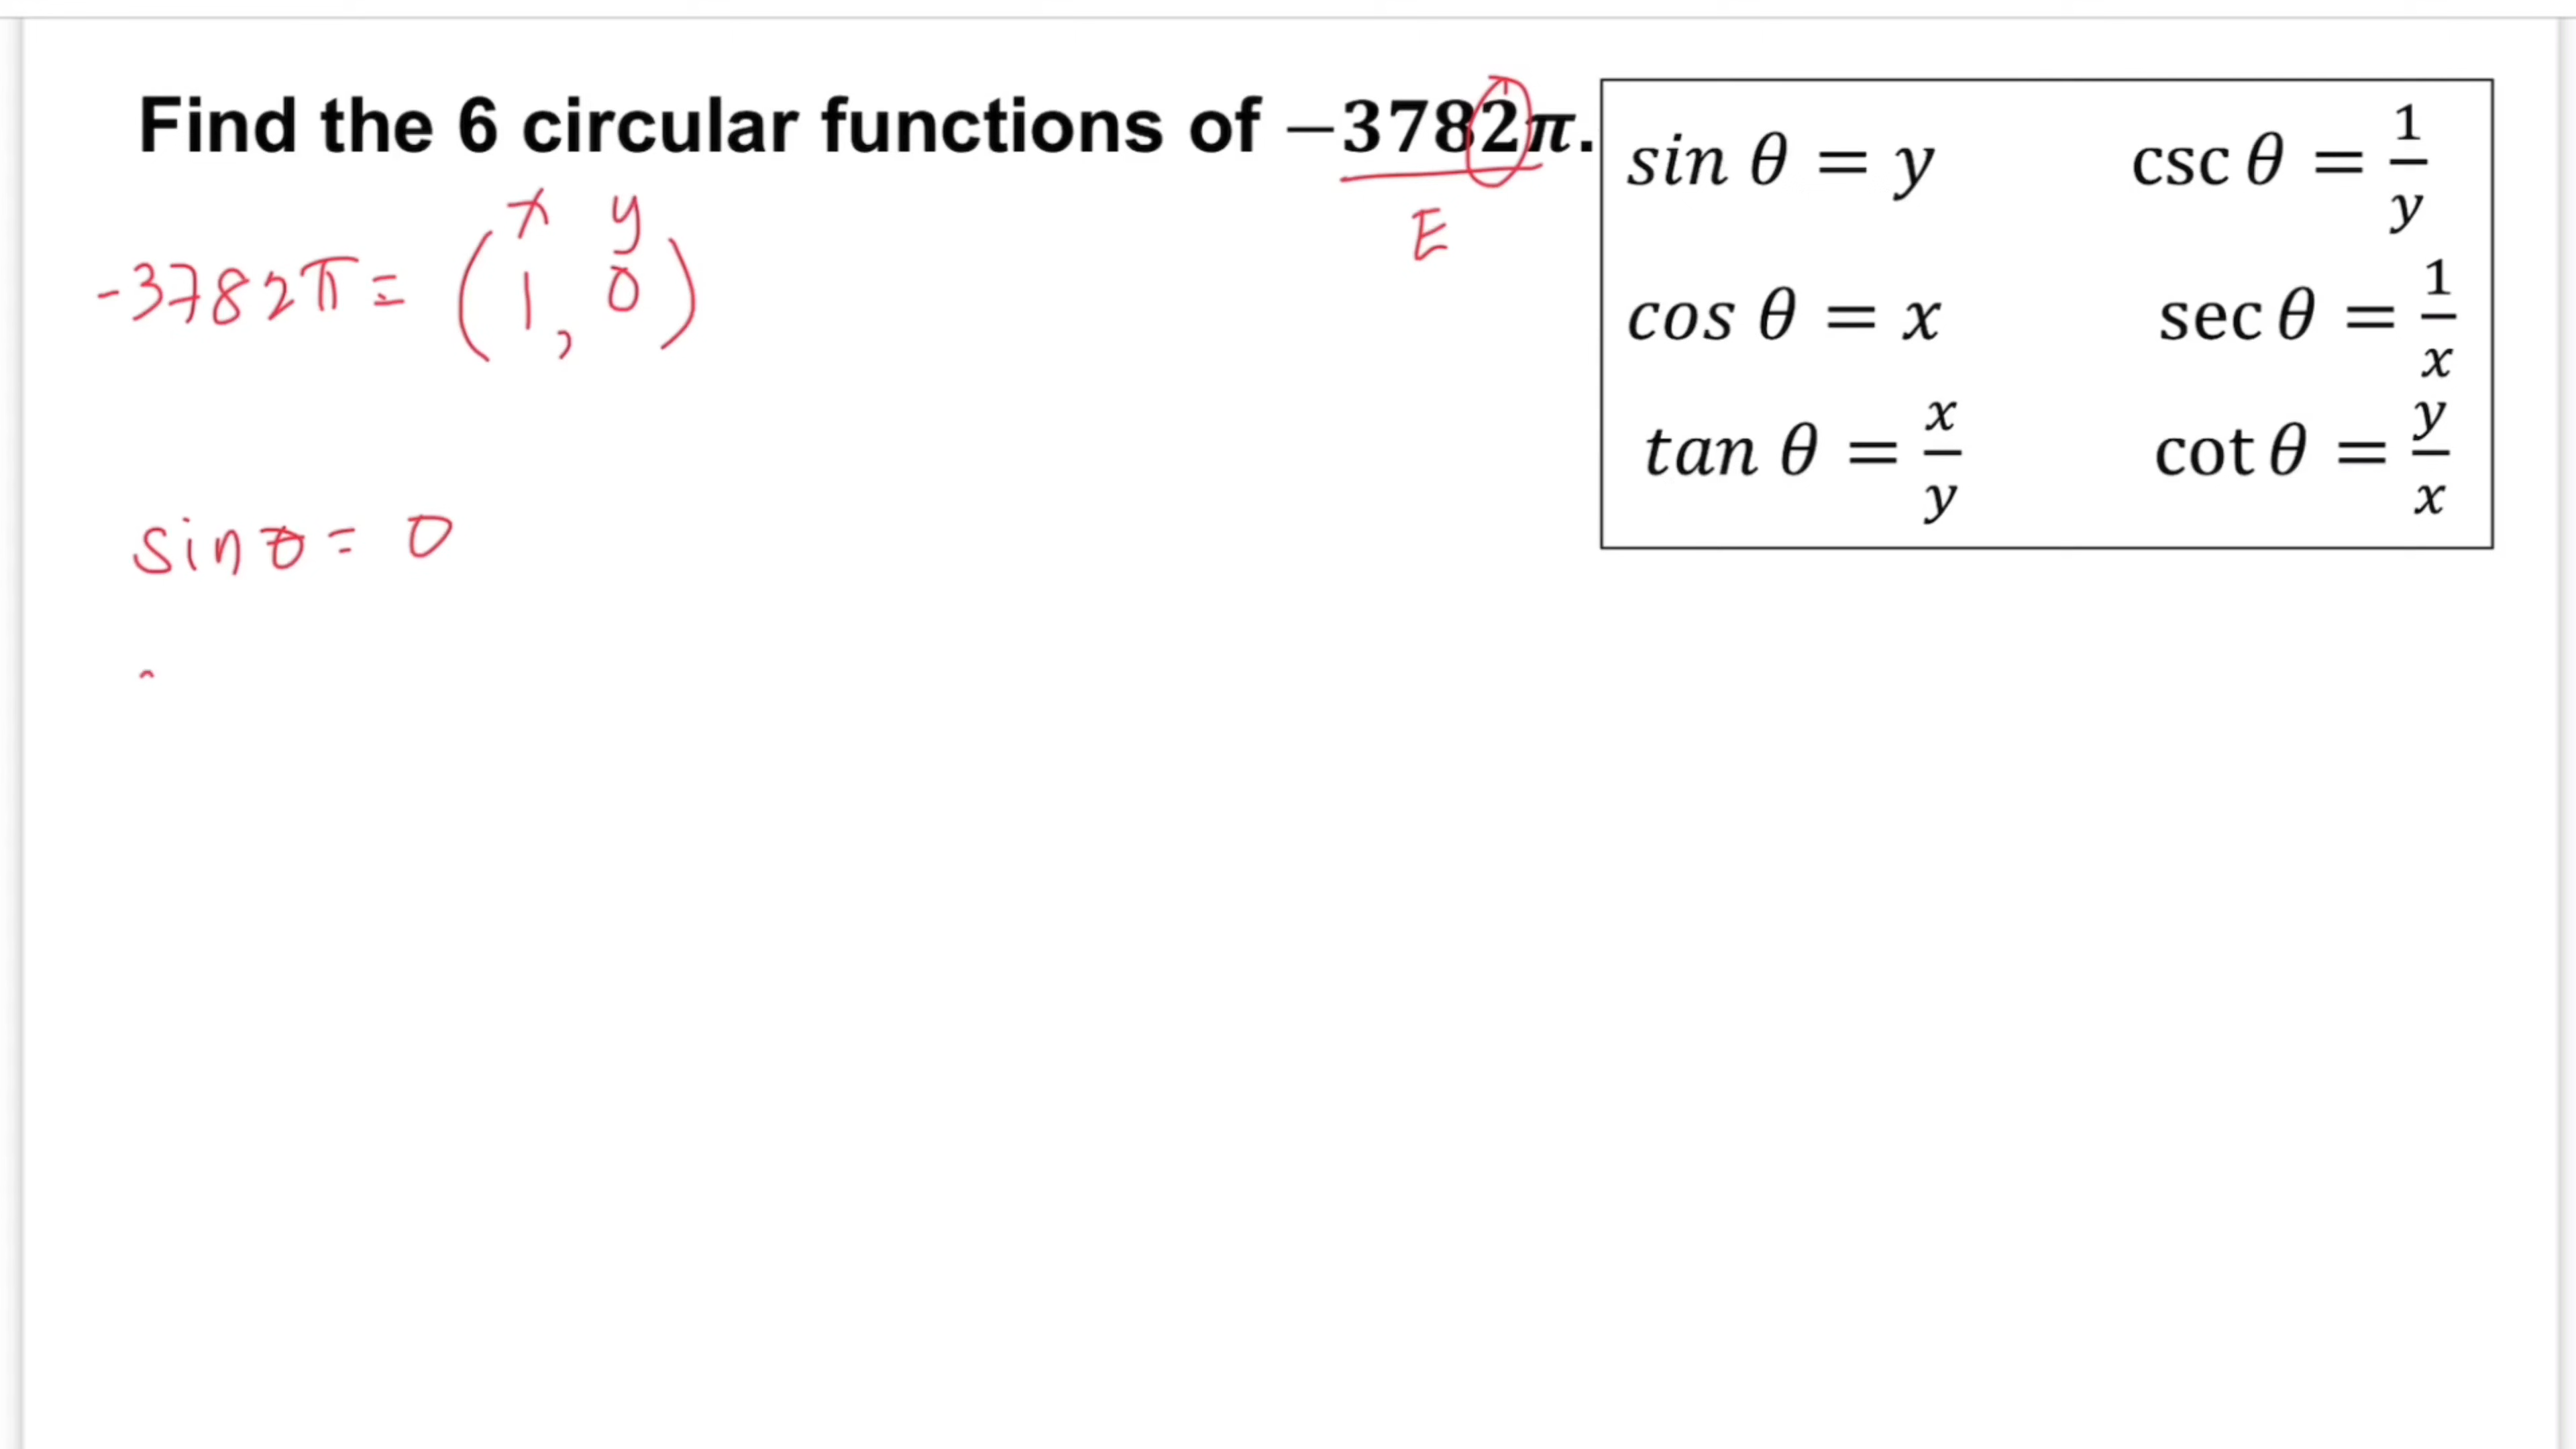 Find the 6 circular functions of −3782π.
E
x y
-3782π = (1, 0)
sin θ = 0
sin θ = y csc θ = 1/y
cos θ = x sec θ = 1/x
tan θ = x/y cot θ = y/x